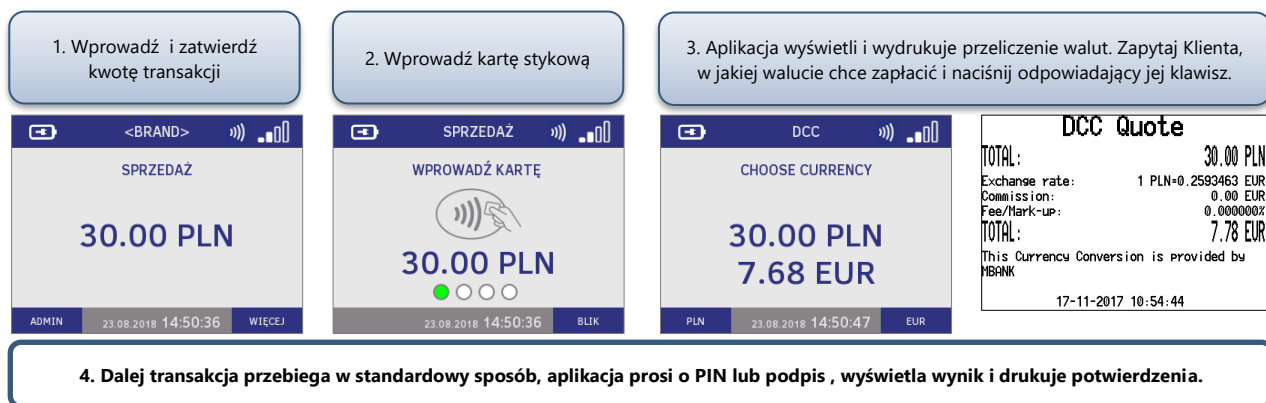 1. Wprowadź i zatwierdź
kwotę transakcji
2. Wprowadź kartę stykową
3. Aplikacja wyświetli i wydrukuje przeliczenie walut. Zapytaj Klienta,
w jakiej walucie chce zapłacić i naciśnij odpowiadający jej klawisz.
<BRAND>
SPRZEDAŻ
30.00 PLN
ADMIN 23.08.2018 14:50:36 WIĘCEJ
SPRZEDAŻ
WPROWADŹ KARTĘ
30.00 PLN
23.08.2018 14:50:36 BLIK
DCC
CHOOSE CURRENCY
30.00 PLN
7.68 EUR
PLN 23.08.2018 14:50:47 EUR
DCC Quote
TOTAL: 30.00 PLN
Exchange rate: 1 PLN=0.2593463 EUR
Commission: 0.00 EUR
Fee/Mark-up: 0.000000%
TOTAL: 7.78 EUR
This Currency Conversion is provided by
MBANK
17-11-2017 10:54:44
4. Dalej transakcja przebiega w standardowy sposób, aplikacja prosi o PIN lub podpis , wyświetla wynik i drukuje potwierdzenia.